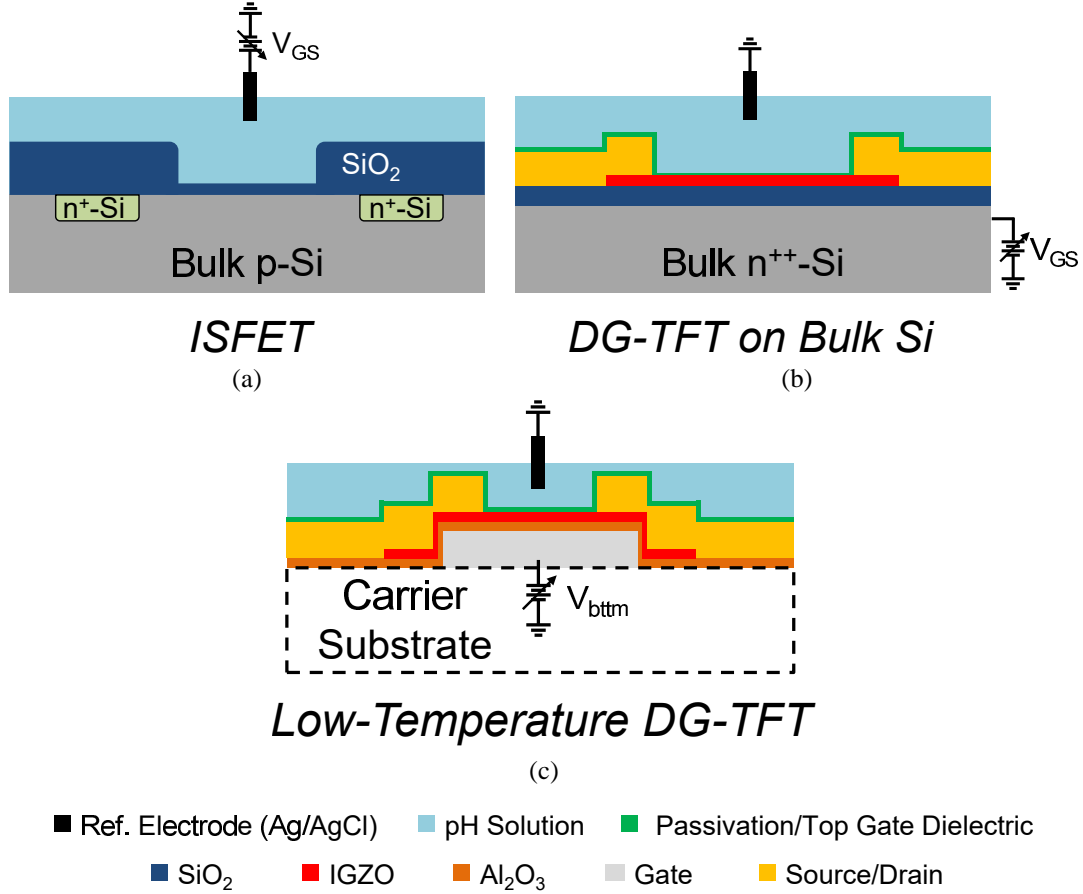 V_GS
SiO₂
n⁺-Si n⁺-Si
Bulk p-Si
ISFET
(a)
Bulk n⁺⁺-Si
V_GS
DG-TFT on Bulk Si
(b)
Carrier
Substrate
V_bttm
Low-Temperature DG-TFT
(c)
Ref. Electrode (Ag/AgCl) pH Solution Passivation/Top Gate Dielectric
SiO₂ IGZO Al₂O₃ Gate Source/Drain